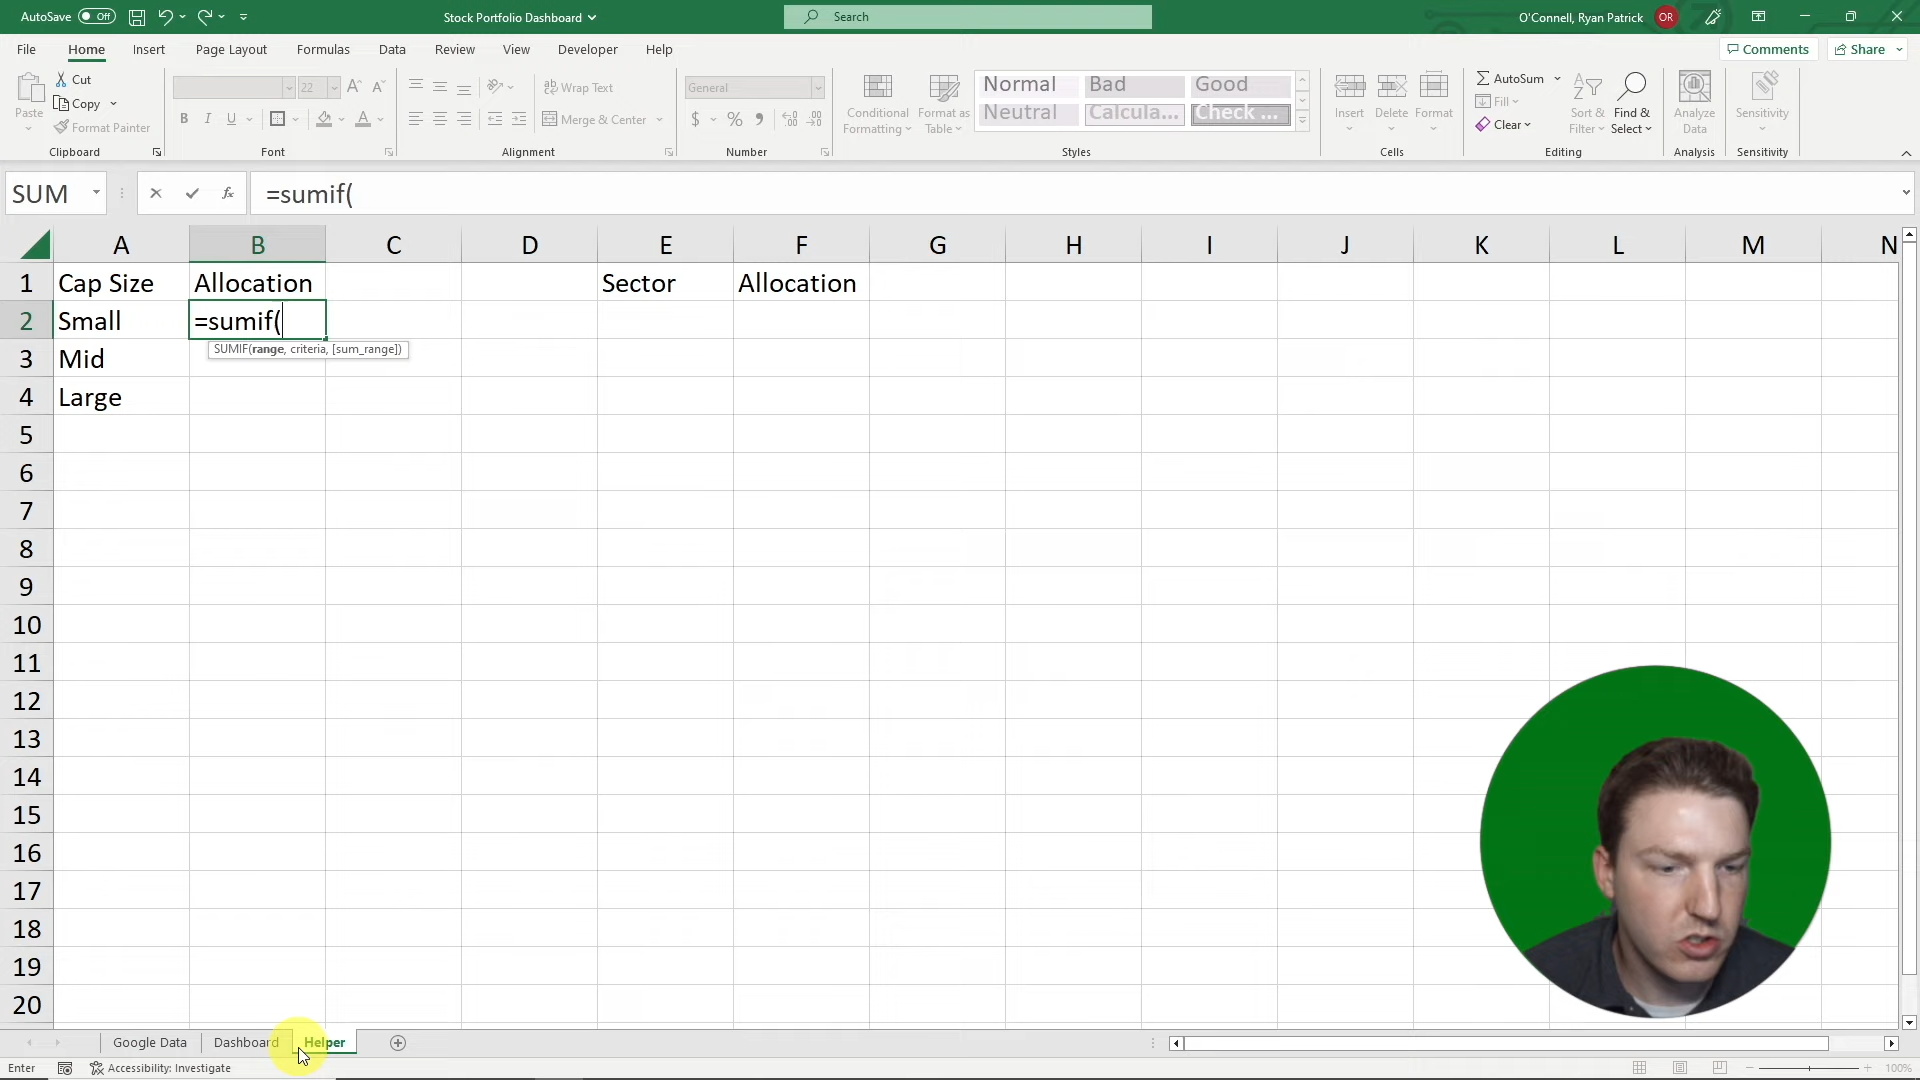 AutoSave Off
Stock Portfolio Dashboard
Search
O'Connell, Ryan Patrick OR
File Home Insert Page Layout Formulas Data Review View Developer Help
Comments Share
Paste
Cut
Copy
Format Painter
Clipboard
22
B I U
Font
Wrap Text
Merge & Center
Alignment
General
$ % 9
Number
Conditional Formatting
Format as Table
Normal Bad Good
Neutral Calcula... Check ...
Styles
Insert Delete Format
Cells
AutoSum
Fill
Clear
Sort & Filter
Find & Select
Editing
Analyze Data
Analysis
Sensitivity
Sensitivity
SUM fx =sumif(
A B C D E F G H I J K L M N
1 Cap Size Allocation Sector Allocation
2 Small =sumif(
SUMIF(range, criteria, [sum_range])
3 Mid
4 Large
5
6
7
8
9
10
11
12
13
14
15
16
17
18
19
20
Google Data Dashboard Helper
Enter Accessibility: Investigate 100%